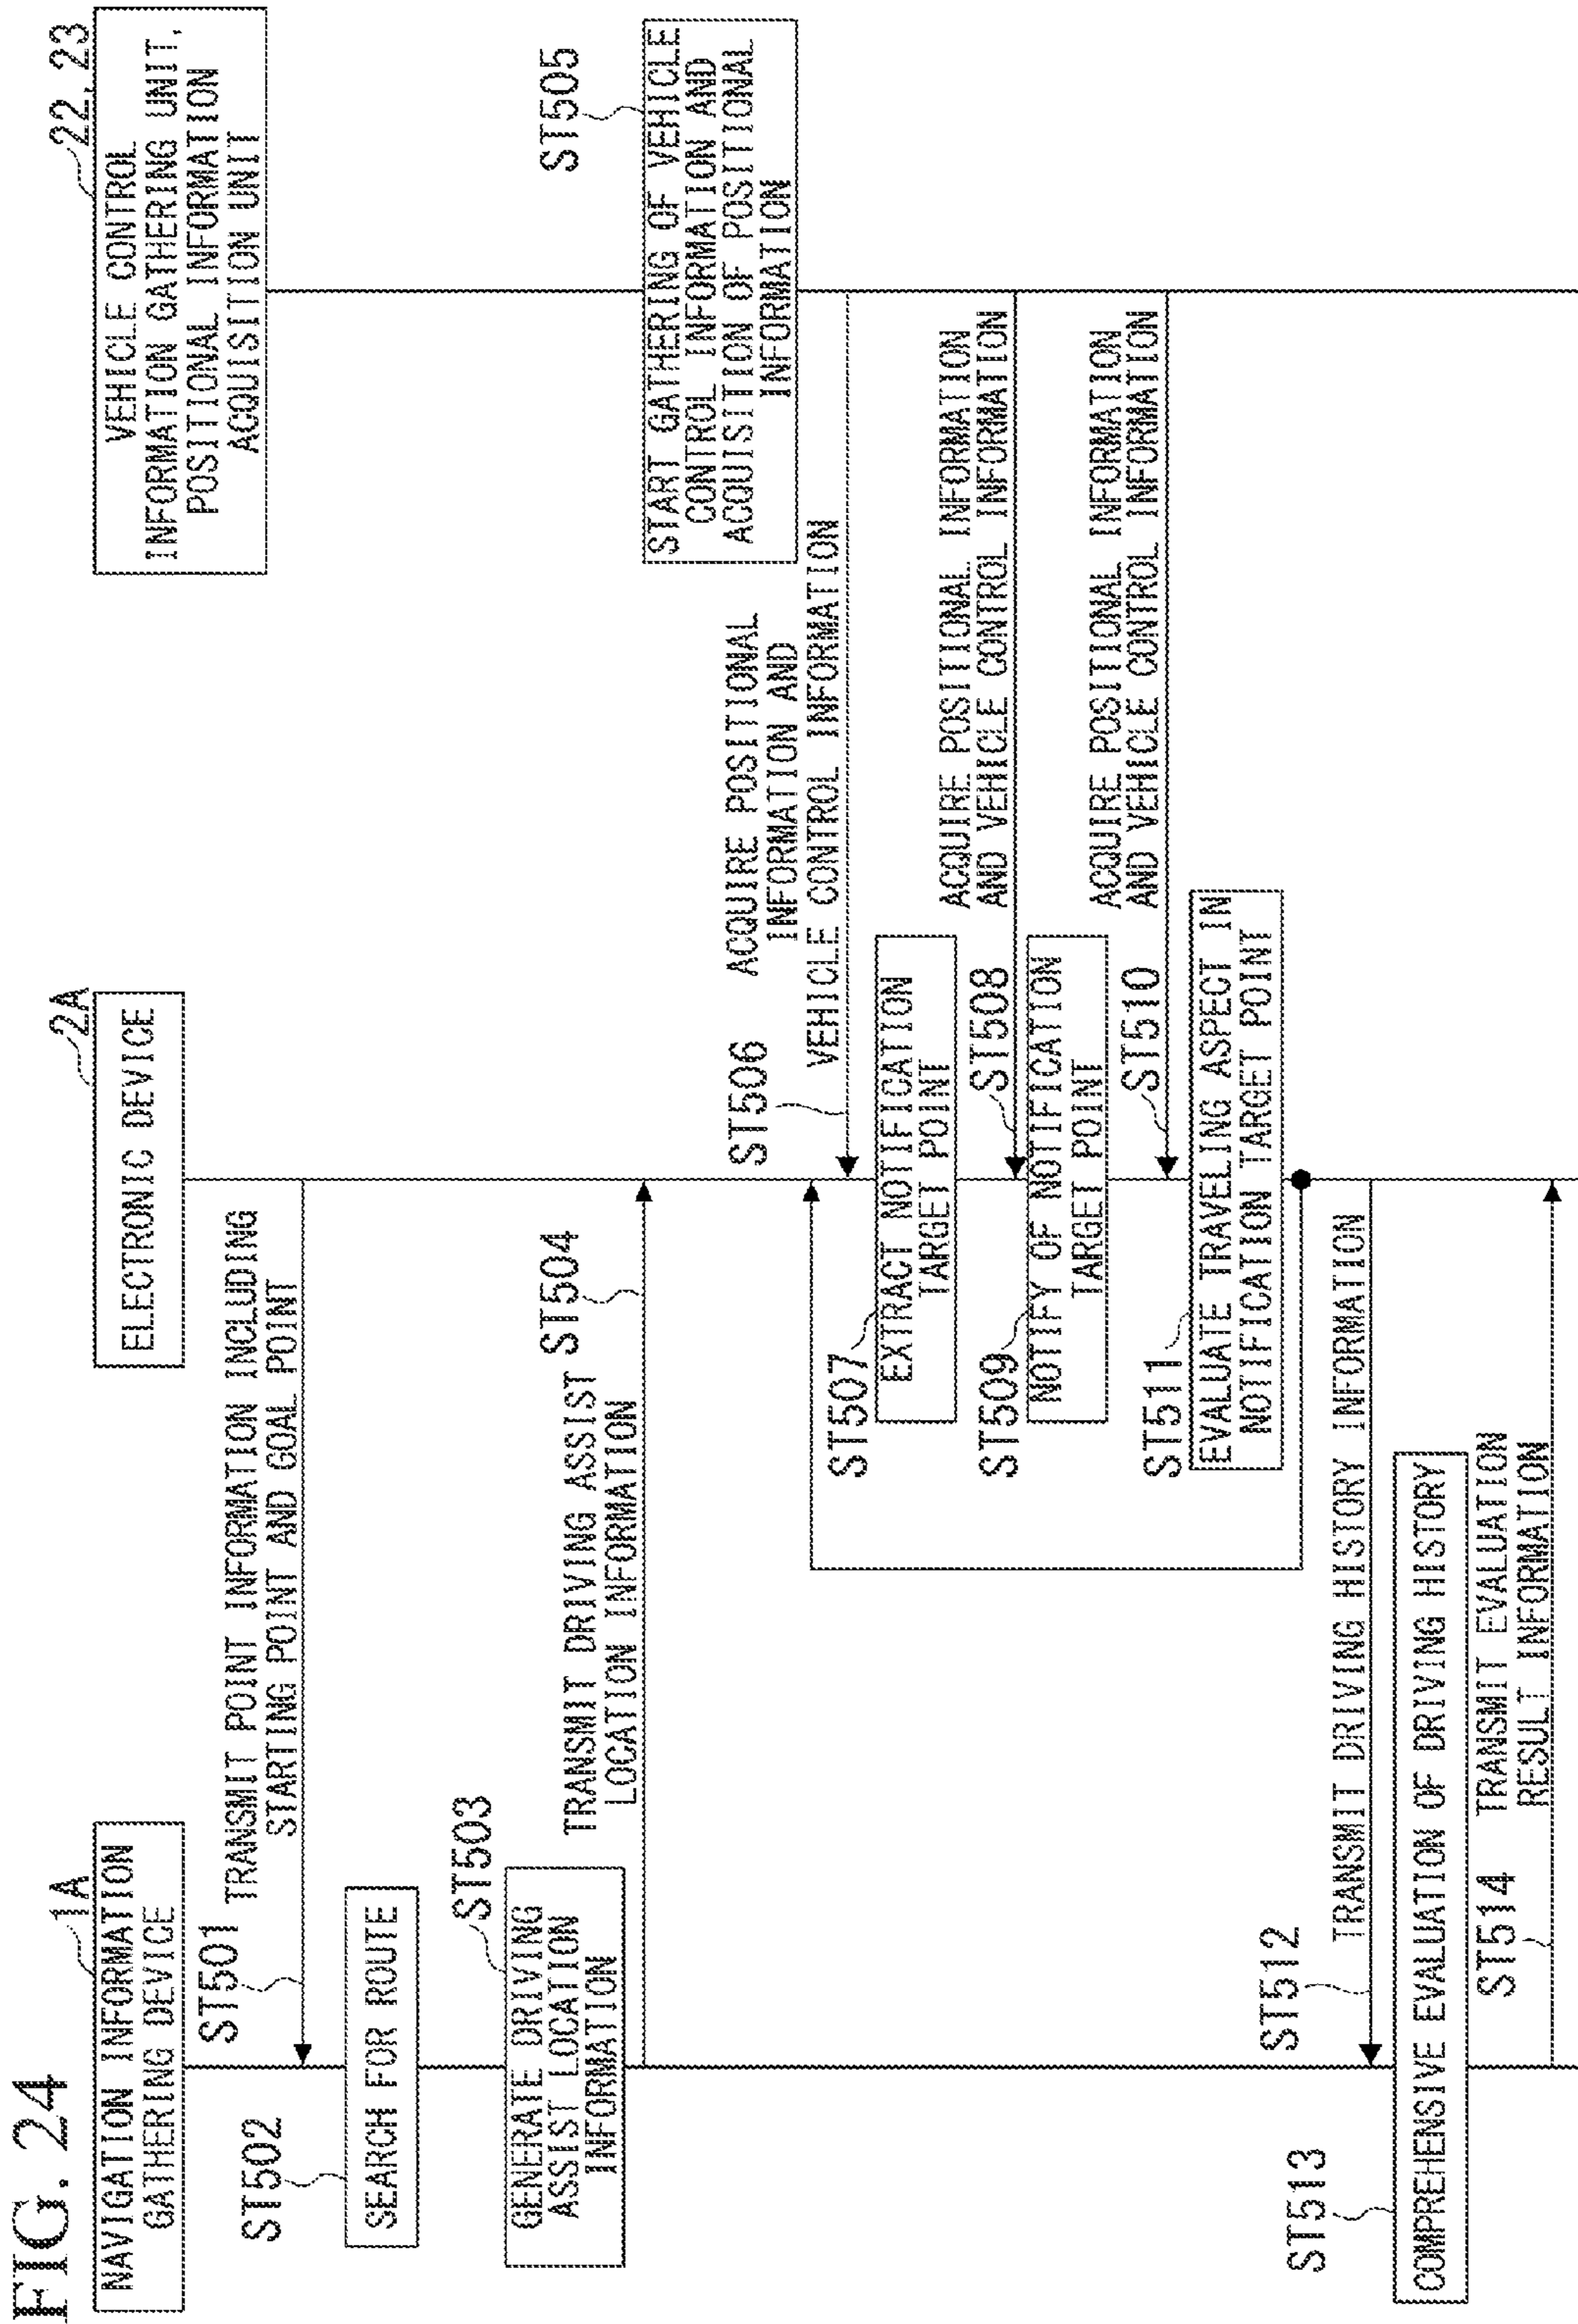 FIG. 24
1A
NAVIGATION INFORMATION
GATHERING DEVICE
2A
ELECTRONIC DEVICE
22, 23
VEHICLE CONTROL
INFORMATION GATHERING UNIT,
POSITIONAL INFORMATION
ACQUISITION UNIT
ST501
TRANSMIT POINT INFORMATION INCLUDING
STARTING POINT AND GOAL POINT
ST502
SEARCH FOR ROUTE
ST503
GENERATE DRIVING
ASSIST LOCATION
INFORMATION
TRANSMIT DRIVING ASSIST
LOCATION INFORMATION
ST504
ST505
START GATHERING OF VEHICLE
CONTROL INFORMATION AND
ACQUISITION OF POSITIONAL
INFORMATION
ST506
ACQUIRE POSITIONAL
INFORMATION AND
VEHICLE CONTROL INFORMATION
ST507
EXTRACT NOTIFICATION
TARGET POINT
ST508
ACQUIRE POSITIONAL INFORMATION
AND VEHICLE CONTROL INFORMATION
ST509
NOTIFY OF NOTIFICATION
TARGET POINT
ST510
ACQUIRE POSITIONAL INFORMATION
AND VEHICLE CONTROL INFORMATION
ST511
EVALUATE TRAVELING ASPECT IN
NOTIFICATION TARGET POINT
ST512
TRANSMIT DRIVING HISTORY INFORMATION
ST513
COMPREHENSIVE EVALUATION OF DRIVING HISTORY
ST514
TRANSMIT EVALUATION
RESULT INFORMATION